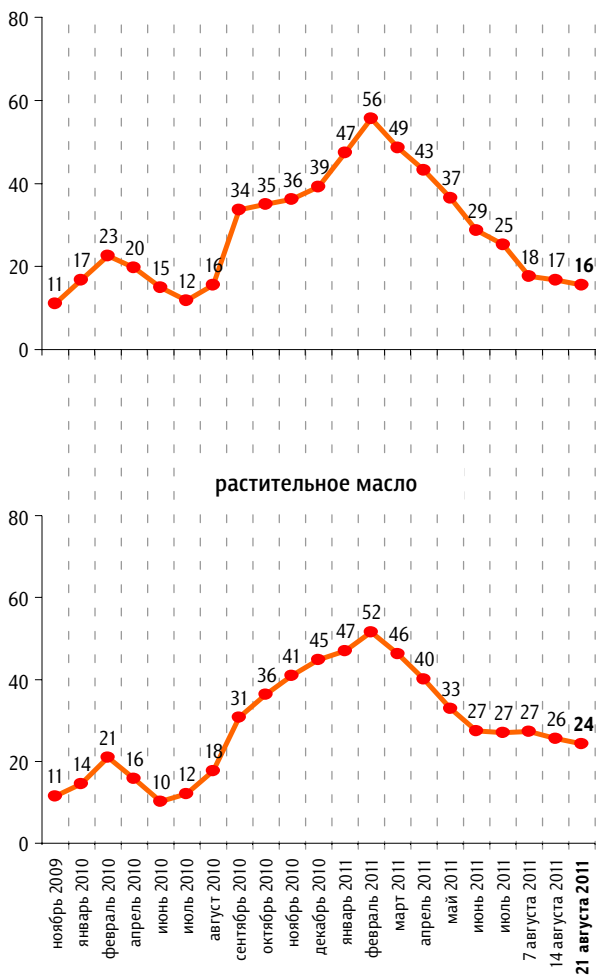 80
60
40
20
0
11 17 23 20 15 12 16 34 35 36 39 47 56 49 43 37 29 25 18 17 16
растительное масло
80
60
40
20
0
11 14 21 16 10 12 18 31 36 41 45 47 52 46 40 33 27 27 27 26 24
ноябрь 2009
январь 2010
февраль 2010
апрель 2010
июнь 2010
июль 2010
август 2010
сентябрь 2010
октябрь 2010
ноябрь 2010
декабрь 2010
январь 2011
февраль 2011
март 2011
апрель 2011
май 2011
июнь 2011
июль 2011
7 августа 2011
14 августа 2011
21 августа 2011